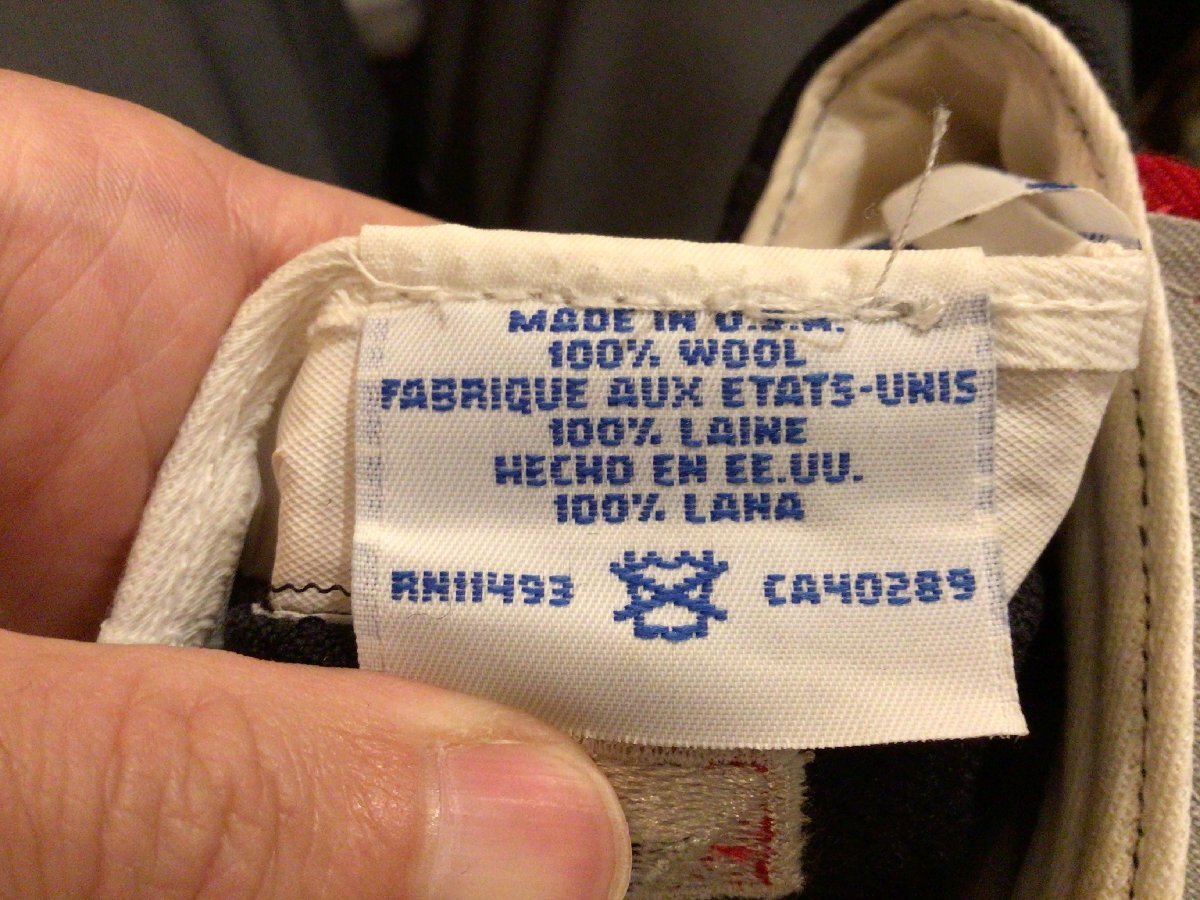 MADE IN U.S.A.
100% WOOL
FABRIQUE AUX ETATS-UNIS
100% LAINE
HECHO EN EE.UU.
100% LANA
RN11493 CA40289